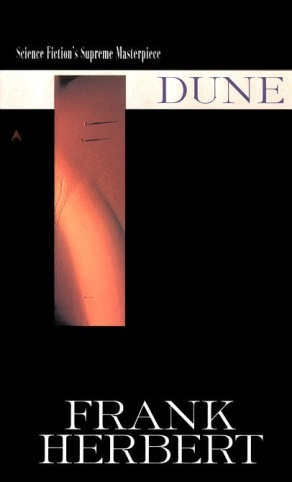 Science Fiction's Supreme Masterpiece
DUNE
FRANK
HERBERT